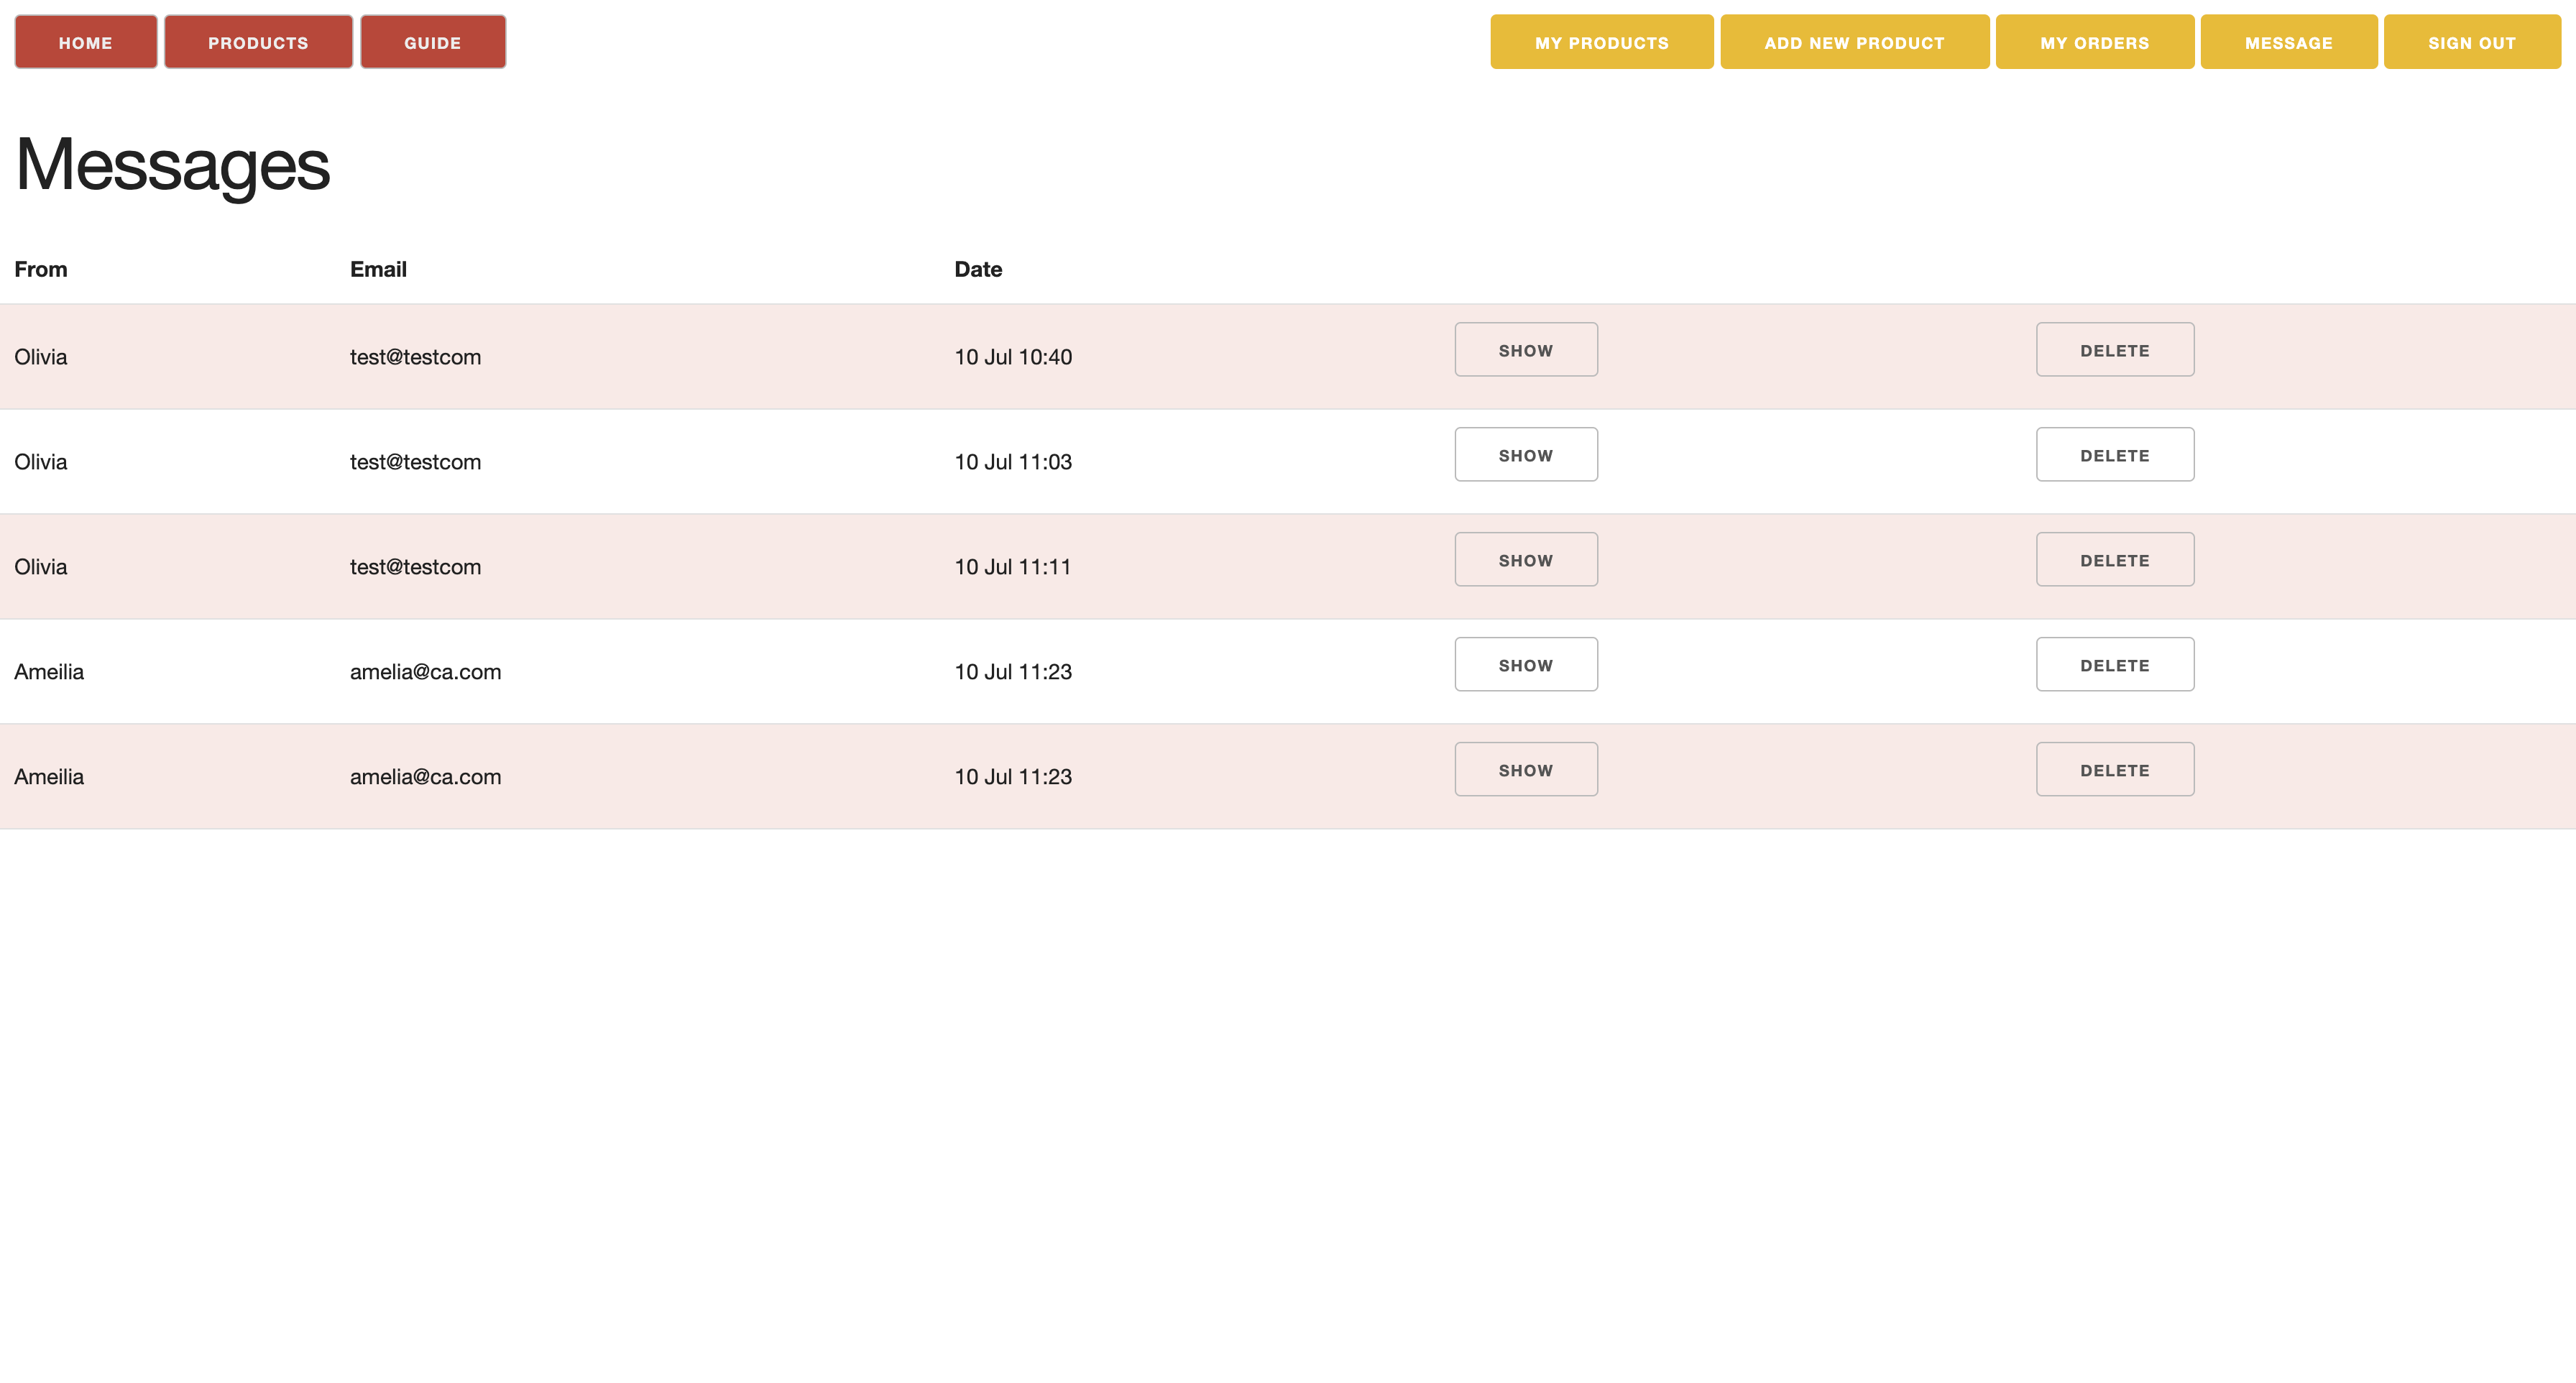 HOME PRODUCTS GUIDE MY PRODUCTS ADD NEW PRODUCT MY ORDERS MESSAGE SIGN OUT
Messages
From Email Date
Olivia test@testcom 10 Jul 10:40 SHOW DELETE
Olivia test@testcom 10 Jul 11:03 SHOW DELETE
Olivia test@testcom 10 Jul 11:11 SHOW DELETE
Ameilia amelia@ca.com 10 Jul 11:23 SHOW DELETE
Ameilia amelia@ca.com 10 Jul 11:23 SHOW DELETE